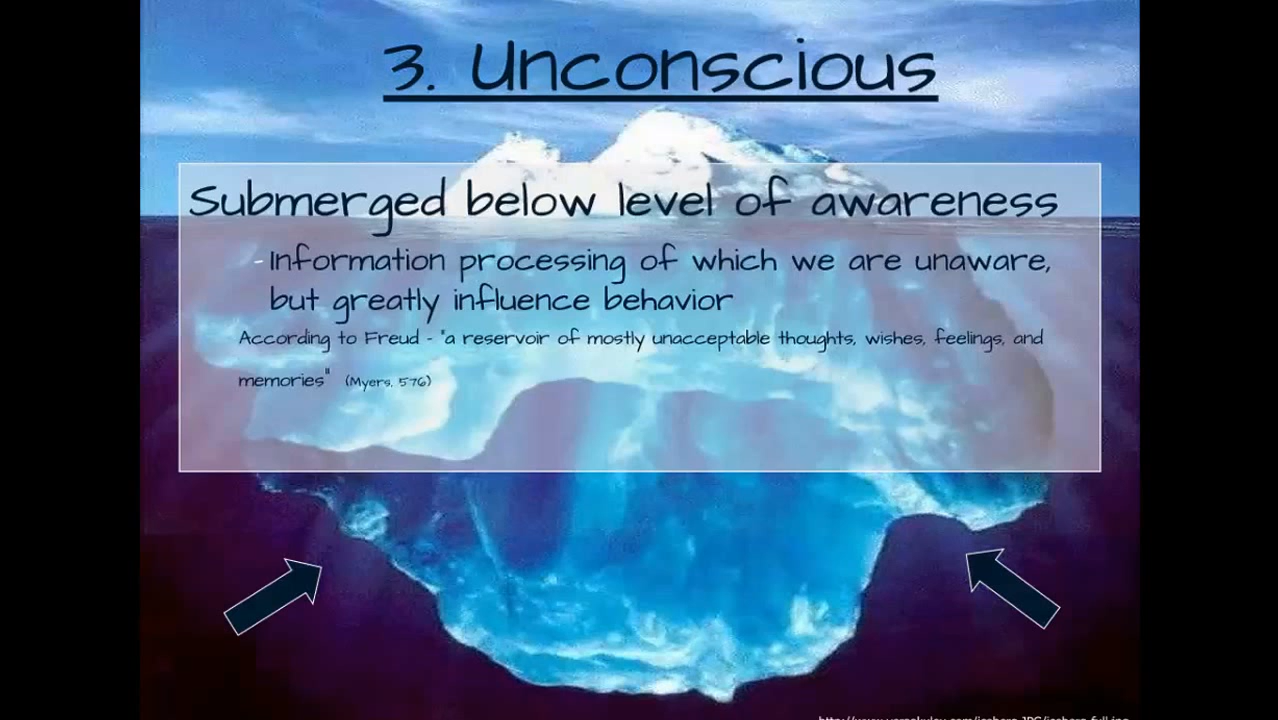 3. Unconscious
Submerged below level of awareness
- Information processing of which we are unaware,
but greatly influence behavior
According to Freud - "a reservoir of mostly unacceptable thoughts, wishes, feelings, and
memories" (Myers, 576)